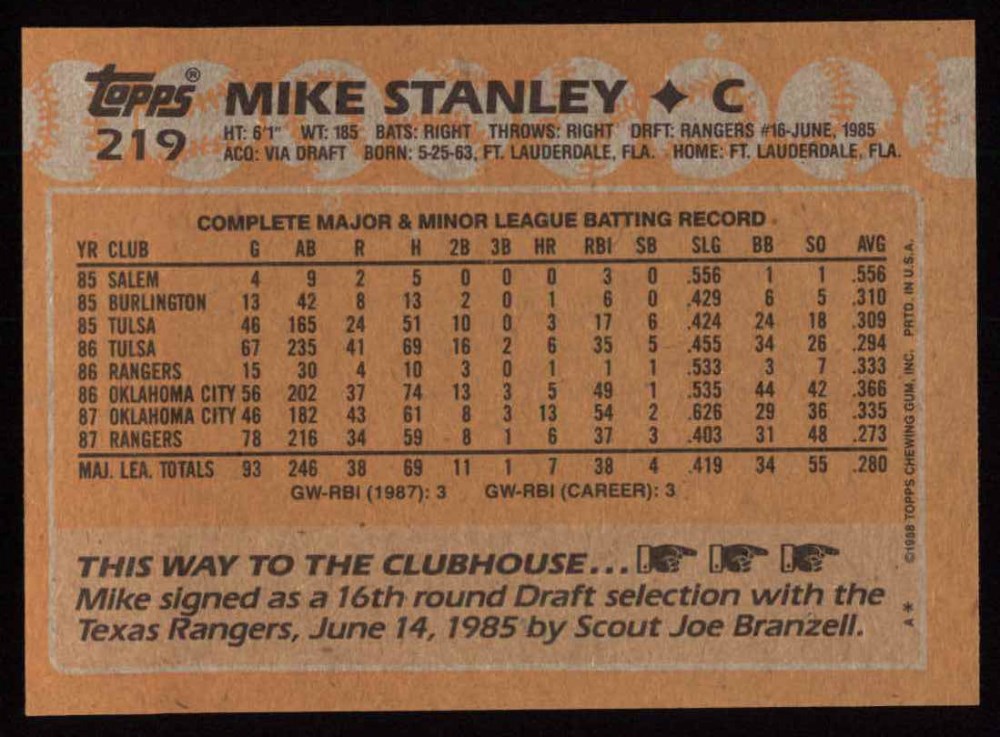 topps® MIKE STANLEY ♦ C
219
HT: 6'1" WT: 185 BATS: RIGHT THROWS: RIGHT DRFT: RANGERS #16-JUNE, 1985
ACQ: VIA DRAFT BORN: 5-25-63, FT. LAUDERDALE, FLA. HOME: FT. LAUDERDALE, FLA.
COMPLETE MAJOR & MINOR LEAGUE BATTING RECORD
YR CLUB G AB R H 2B 3B HR RBI SB SLG BB SO AVG
85 SALEM 4 9 2 5 0 0 0 3 0 .556 1 1 .556
85 BURLINGTON 13 42 8 13 2 0 1 6 0 .429 6 5 .310
85 TULSA 46 165 24 51 10 0 3 17 6 .424 24 18 .309
86 TULSA 67 235 41 69 16 2 6 35 5 .455 34 26 .294
86 RANGERS 15 30 4 10 3 0 1 1 1 .533 3 7 .333
86 OKLAHOMA CITY 56 202 37 74 13 3 5 49 1 .535 44 42 .366
87 OKLAHOMA CITY 46 182 43 61 8 3 13 54 2 .626 29 36 .335
87 RANGERS 78 216 34 59 8 1 6 37 3 .403 31 48 .273
MAJ. LEA. TOTALS 93 246 38 69 11 1 7 38 4 .419 34 55 .280
GW-RBI (1987): 3 GW-RBI (CAREER): 3
THIS WAY TO THE CLUBHOUSE...
Mike signed as a 16th round Draft selection with the
Texas Rangers, June 14, 1985 by Scout Joe Branzell.
A* ©1988 TOPPS CHEWING GUM, INC. PRTD. IN U.S.A.